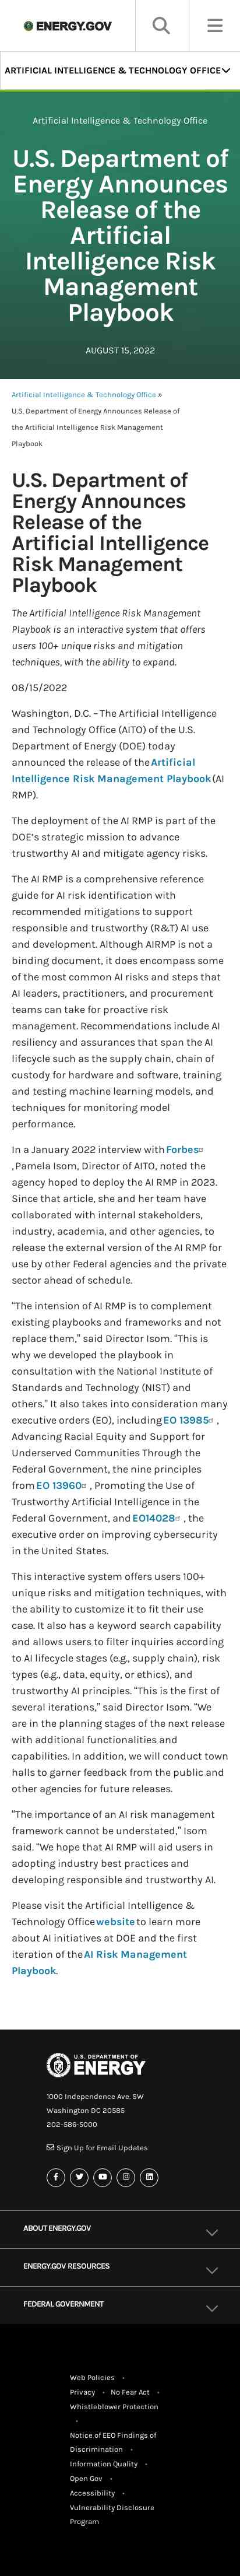 ENERGY.GOV
ARTIFICIAL INTELLIGENCE & TECHNOLOGY OFFICE
Artificial Intelligence & Technology Office
U.S. Department of
Energy Announces
Release of the
Artificial
Intelligence Risk
Management
Playbook
AUGUST 15, 2022
Artificial Intelligence & Technology Office »
U.S. Department of Energy Announces Release of
the Artificial Intelligence Risk Management
Playbook
U.S. Department of
Energy Announces
Release of the
Artificial Intelligence
Risk Management
Playbook
The Artificial Intelligence Risk Management
Playbook is an interactive system that offers
users 100+ unique risks and mitigation
techniques, with the ability to expand.
08/15/2022
Washington, D.C. – The Artificial Intelligence
and Technology Office (AITO) of the U.S.
Department of Energy (DOE) today
announced the release of the Artificial
Intelligence Risk Management Playbook (AI
RMP).
The deployment of the AI RMP is part of the
DOE's strategic mission to advance
trustworthy AI and mitigate agency risks.
The AI RMP is a comprehensive reference
guide for AI risk identification with
recommended mitigations to support
responsible and trustworthy (R&T) AI use
and development. Although AIRMP is not a
binding document, it does encompass some
of the most common AI risks and steps that
AI leaders, practitioners, and procurement
teams can take for proactive risk
management. Recommendations include AI
resiliency and assurances that span the AI
lifecycle such as the supply chain, chain of
custody for hardware and software, training
and testing machine learning models, and
techniques for monitoring model
performance.
In a January 2022 interview with Forbes
, Pamela Isom, Director of AITO, noted the
agency hoped to deploy the AI RMP in 2023.
Since that article, she and her team have
collaborated with internal stakeholders,
industry, academia, and other agencies, to
release the external version of the AI RMP for
use by other Federal agencies and the private
sector ahead of schedule.
"The intension of AI RMP is to complement
existing playbooks and frameworks and not
replace them," said Director Isom. "This is
why we developed the playbook in
consultation with the National Institute of
Standards and Technology (NIST) and
others." It also takes into consideration many
executive orders (EO), including EO 13985 ,
Advancing Racial Equity and Support for
Underserved Communities Through the
Federal Government, the nine principles
from EO 13960 , Promoting the Use of
Trustworthy Artificial Intelligence in the
Federal Government, and EO14028 , the
executive order on improving cybersecurity
in the United States.
This interactive system offers users 100+
unique risks and mitigation techniques, with
the ability to customize it to fit their use
case. It also has a keyword search capability
and allows users to filter inquiries according
to AI lifecycle stages (e.g., supply chain), risk
types (e.g., data, equity, or ethics), and
trustworthy AI principles. "This is the first of
several iterations," said Director Isom. "We
are in the planning stages of the next release
with additional functionalities and
capabilities. In addition, we will conduct town
halls to garner feedback from the public and
other agencies for future releases.
"The importance of an AI risk management
framework cannot be understated," Isom
said. "We hope that AI RMP will aid users in
adopting industry best practices and
developing responsible and trustworthy AI.
Please visit the Artificial Intelligence &
Technology Office website to learn more
about AI initiatives at DOE and the first
iteration of the AI Risk Management
Playbook.
U.S. DEPARTMENT OF
ENERGY
1000 Independence Ave. SW
Washington DC 20585
202-586-5000
Sign Up for Email Updates
ABOUT ENERGY.GOV
ENERGY.GOV RESOURCES
FEDERAL GOVERNMENT
Web Policies •
Privacy • No Fear Act •
Whistleblower Protection
•
Notice of EEO Findings of
Discrimination •
Information Quality •
Open Gov •
Accessibility •
Vulnerability Disclosure
Program